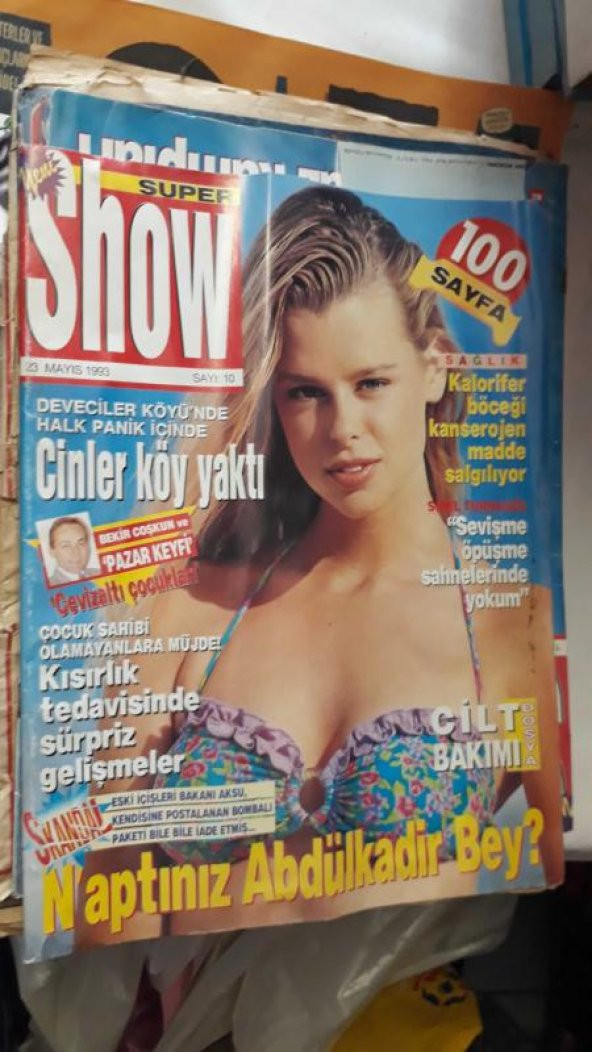 Yeni
SUPER
Show
23 MAYIS 1993
SAYI: 10
100
SAYFA
DEVECİLER KÖYÜ'NDE
HALK PANİK İÇİNDE
Cinler köy yaktı
BEKİR COŞKUN ve
'PAZAR KEYFİ'
'Cevizaltı çocukları'
ÇOCUK SAHİBİ
OLAMAYANLARA MÜJDE!
Kısırlık
tedavisinde
sürpriz
gelişmeler
SAĞLIK
Kalorifer
böceği
kanserojen
madde
salgılıyor
"Sevişme
öpüşme
sahnelerinde
yokum"
CİLT
BAKIMI
DOSYA
SKANDAL
ESKİ İÇİŞLERİ BAKANI AKSU,
KENDİSİNE POSTALANAN BOMBALI
PAKETİ BİLE BİLE İADE ETMİŞ...
N'aptınız Abdülkadir Bey?